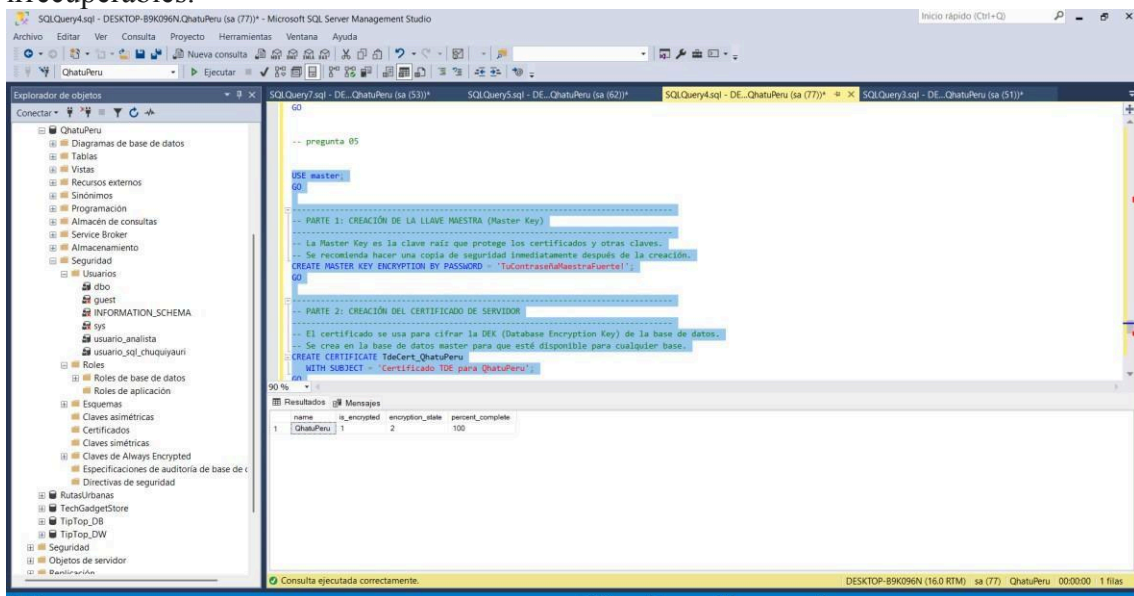 irrecuperables.
SQLQuery4.sql - DESKTOP-B9K096N.QhatuPeru (sa (77))* - Microsoft SQL Server Management Studio
Inicio rápido (Ctrl+Q)
Archivo Editar Ver Consulta Proyecto Herramientas Ventana Ayuda
Nueva consulta
QhatuPeru
Ejecutar
Explorador de objetos
SQLQuery7.sql - DE...QhatuPeru (sa (53))*
SQLQuery5.sql - DE...QhatuPeru (sa (62))*
SQLQuery4.sql - DE...QhatuPeru (sa (77))*
SQLQuery3.sql - DE...QhatuPeru (sa (51))*
Conectar
QhatuPeru
Diagramas de base de datos
Tablas
Vistas
Recursos externos
Sinónimos
Programación
Almacén de consultas
Service Broker
Almacenamiento
Seguridad
Usuarios
dbo
guest
INFORMATION_SCHEMA
sys
usuario_analista
usuario_sql_chuquiyauri
Roles
Roles de base de datos
Roles de aplicación
Esquemas
Claves asimétricas
Certificados
Claves simétricas
Claves de Always Encrypted
Especificaciones de auditoría de base de
Directivas de seguridad
RutasUrbanas
TechGadgetStore
TipTop_DB
TipTop_DW
Seguridad
Objetos de servidor
Replicación
GO
-- pregunta 05
USE master;
GO
--------------------------------------------------------------------------------
-- PARTE 1: CREACIÓN DE LA LLAVE MAESTRA (Master Key)
--------------------------------------------------------------------------------
-- La Master Key es la clave raíz que protege los certificados y otras claves.
-- Se recomienda hacer una copia de seguridad inmediatamente después de la creación.
CREATE MASTER KEY ENCRYPTION BY PASSWORD = 'TuContraseñaMaestraFuerte!';
GO
--------------------------------------------------------------------------------
-- PARTE 2: CREACIÓN DEL CERTIFICADO DE SERVIDOR
--------------------------------------------------------------------------------
-- El certificado se usa para cifrar la DEK (Database Encryption Key) de la base de datos.
-- Se crea en la base de datos master para que esté disponible para cualquier base.
CREATE CERTIFICATE TdeCert_QhatuPeru
WITH SUBJECT = 'Certificado TDE para QhatuPeru';
GO
90 %
Resultados Mensajes
name is_encrypted encryption_state percent_complete
1 QhatuPeru 1 2 100
Consulta ejecutada correctamente.
DESKTOP-B9K096N (16.0 RTM) sa (77) QhatuPeru 00:00:00 1 filas